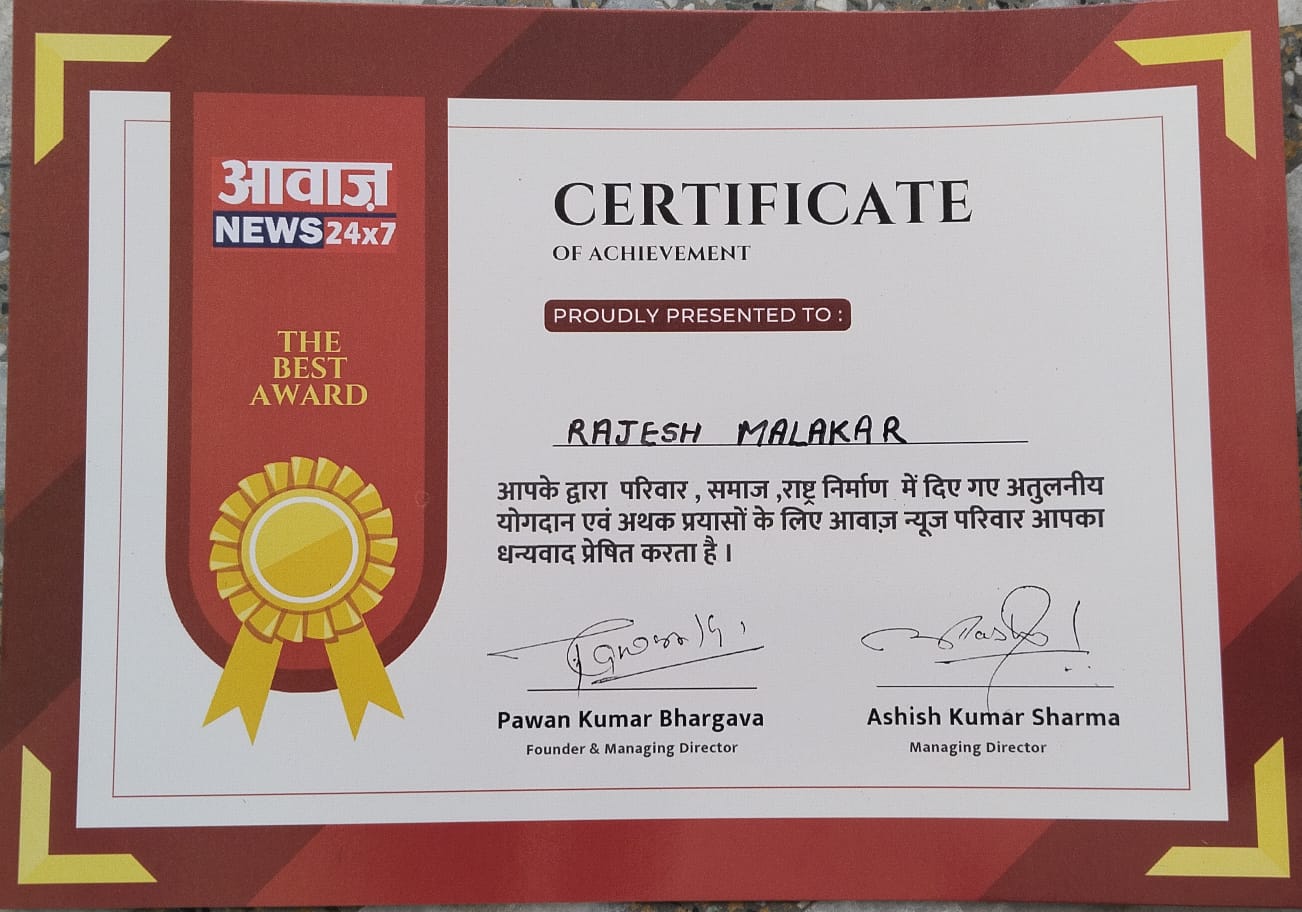 आवाज़
NEWS 24x7
THE
BEST
AWARD
CERTIFICATE
OF ACHIEVEMENT
PROUDLY PRESENTED TO :
RAJESH MALAKAR
आपके द्वारा परिवार , समाज ,राष्ट्र निर्माण में दिए गए अतुलनीय
योगदान एवं अथक प्रयासों के लिए आवाज़ न्यूज परिवार आपका
धन्यवाद प्रेषित करता है ।
Pawan Kumar Bhargava
Founder & Managing Director
Ashish Kumar Sharma
Managing Director